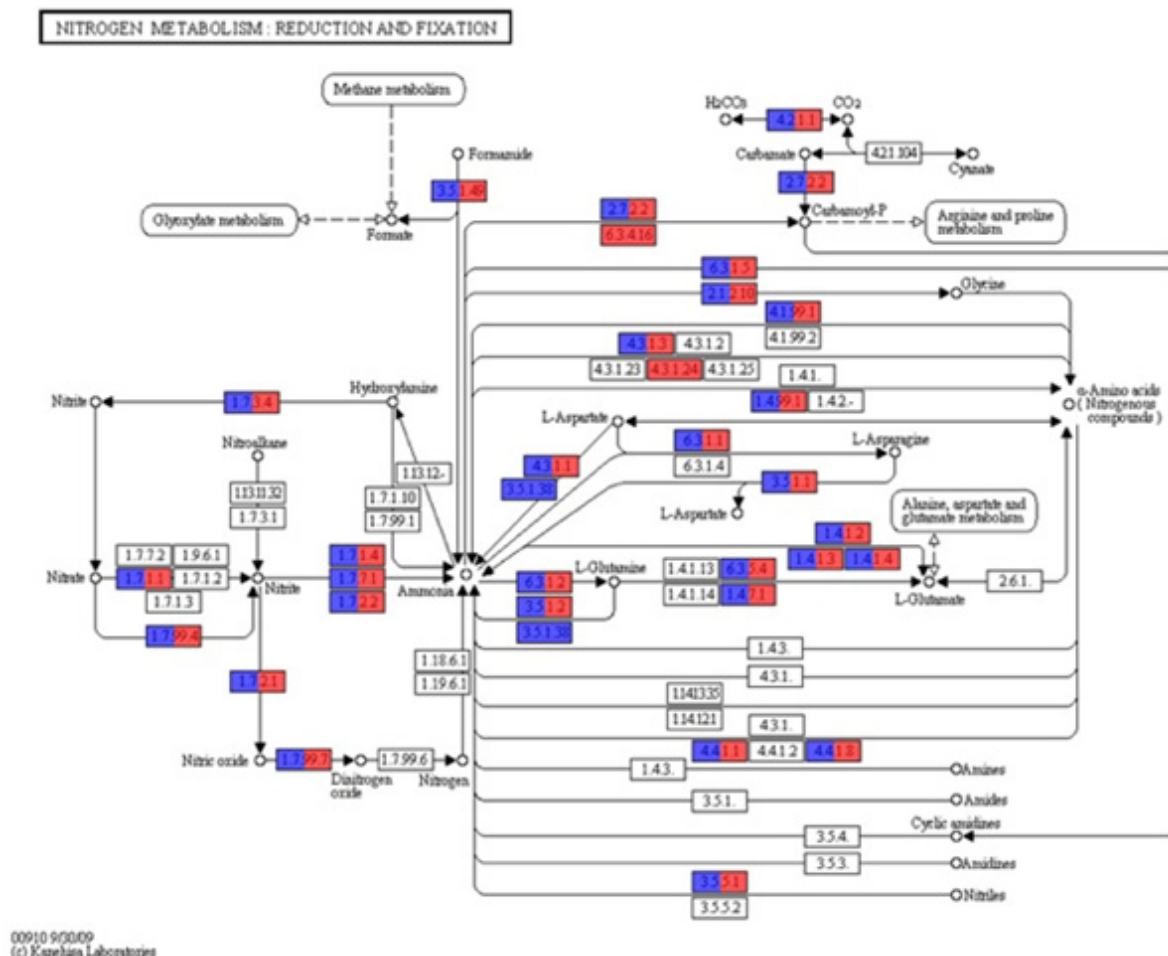 NITROGEN METABOLISM : REDUCTION AND FIXATION
Methane metabolism
H2CO3
4.2.1.1
CO2
Formamide
Carbamate
4.2.1.104
Cyanate
3.5.1.49
2.7.2.2
Glyoxylate metabolism
Formate
2.7.2.2
6.3.4.16
Carbamoyl-P
Arginine and proline
metabolism
6.3.1.5
2.1.2.10
Glycine
4.1.99.1
4.1.99.2
4.3.1.3
4.3.1.2
4.3.1.23
4.3.1.24
4.3.1.25
1.4.1.
1.4.99.1
1.4.2.-
α-Amino acids
( Nitrogenous
compounds )
Nitrite
1.7.3.4
Hydroxylamine
Nitroalkane
L-Aspartate
6.3.1.1
6.3.1.4
L-Asparagine
1.13.12.-
4.3.1.1
3.5.1.38
3.5.1.1
L-Aspartate
1.13.11.32
1.7.3.1
1.7.1.10
1.7.99.1
Alanine, aspartate and
glutamate metabolism
1.4.1.2
1.4.1.3
1.4.1.4
Nitrate
1.7.7.2
1.9.6.1
1.7.1.1
1.7.1.2
1.7.1.3
Nitrite
1.7.1.4
1.7.7.1
1.7.2.2
Ammonia
6.3.1.2
3.5.1.2
3.5.1.38
L-Glutamine
1.4.1.13
6.3.5.4
1.4.1.14
1.4.7.1
L-Glutamate
2.6.1.
1.7.99.4
1.7.2.1
1.18.6.1
1.19.6.1
1.4.3.
4.3.1.
1.14.13.35
1.14.12.1
4.3.1.
4.4.1.1
4.4.1.2
4.4.1.8
Nitric oxide
1.7.99.7
Dinitrogen
oxide
1.7.99.6
Nitrogen
1.4.3.
Amines
3.5.1.
Amides
Cyclic amidines
3.5.4.
3.5.3.
Amidines
3.5.5.1
3.5.5.2
Nitriles
00910 9/30/09
(c) Kanehisa Laboratories